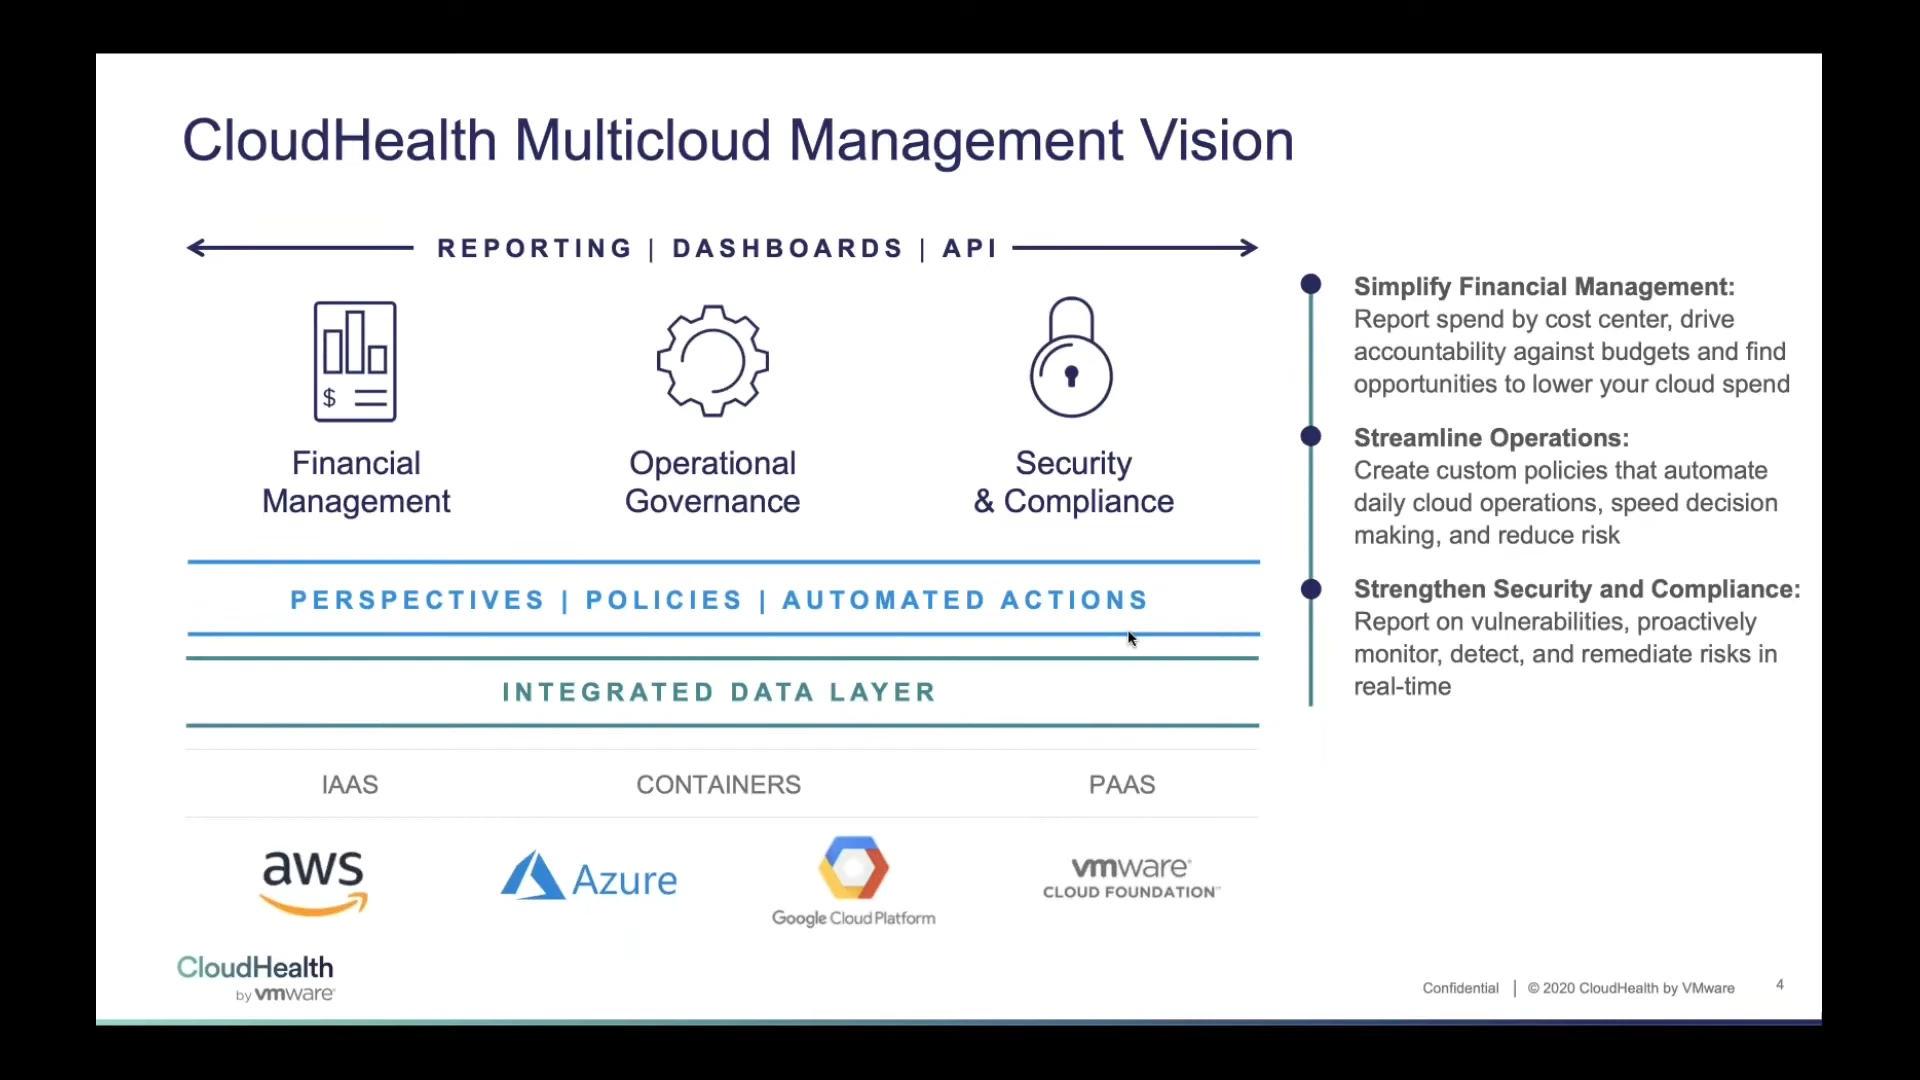 CloudHealth Multicloud Management Vision
REPORTING | DASHBOARDS | API
$
Financial
Management
Operational
Governance
Security
& Compliance
PERSPECTIVES | POLICIES | AUTOMATED ACTIONS
INTEGRATED DATA LAYER
IAAS
CONTAINERS
PAAS
aws
Azure
Google Cloud Platform
vmware®
CLOUD FOUNDATION™
Simplify Financial Management:
Report spend by cost center, drive
accountability against budgets and find
opportunities to lower your cloud spend
Streamline Operations:
Create custom policies that automate
daily cloud operations, speed decision
making, and reduce risk
Strengthen Security and Compliance:
Report on vulnerabilities, proactively
monitor, detect, and remediate risks in
real-time
CloudHealth
by vmware®
Confidential | © 2020 CloudHealth by VMware 4